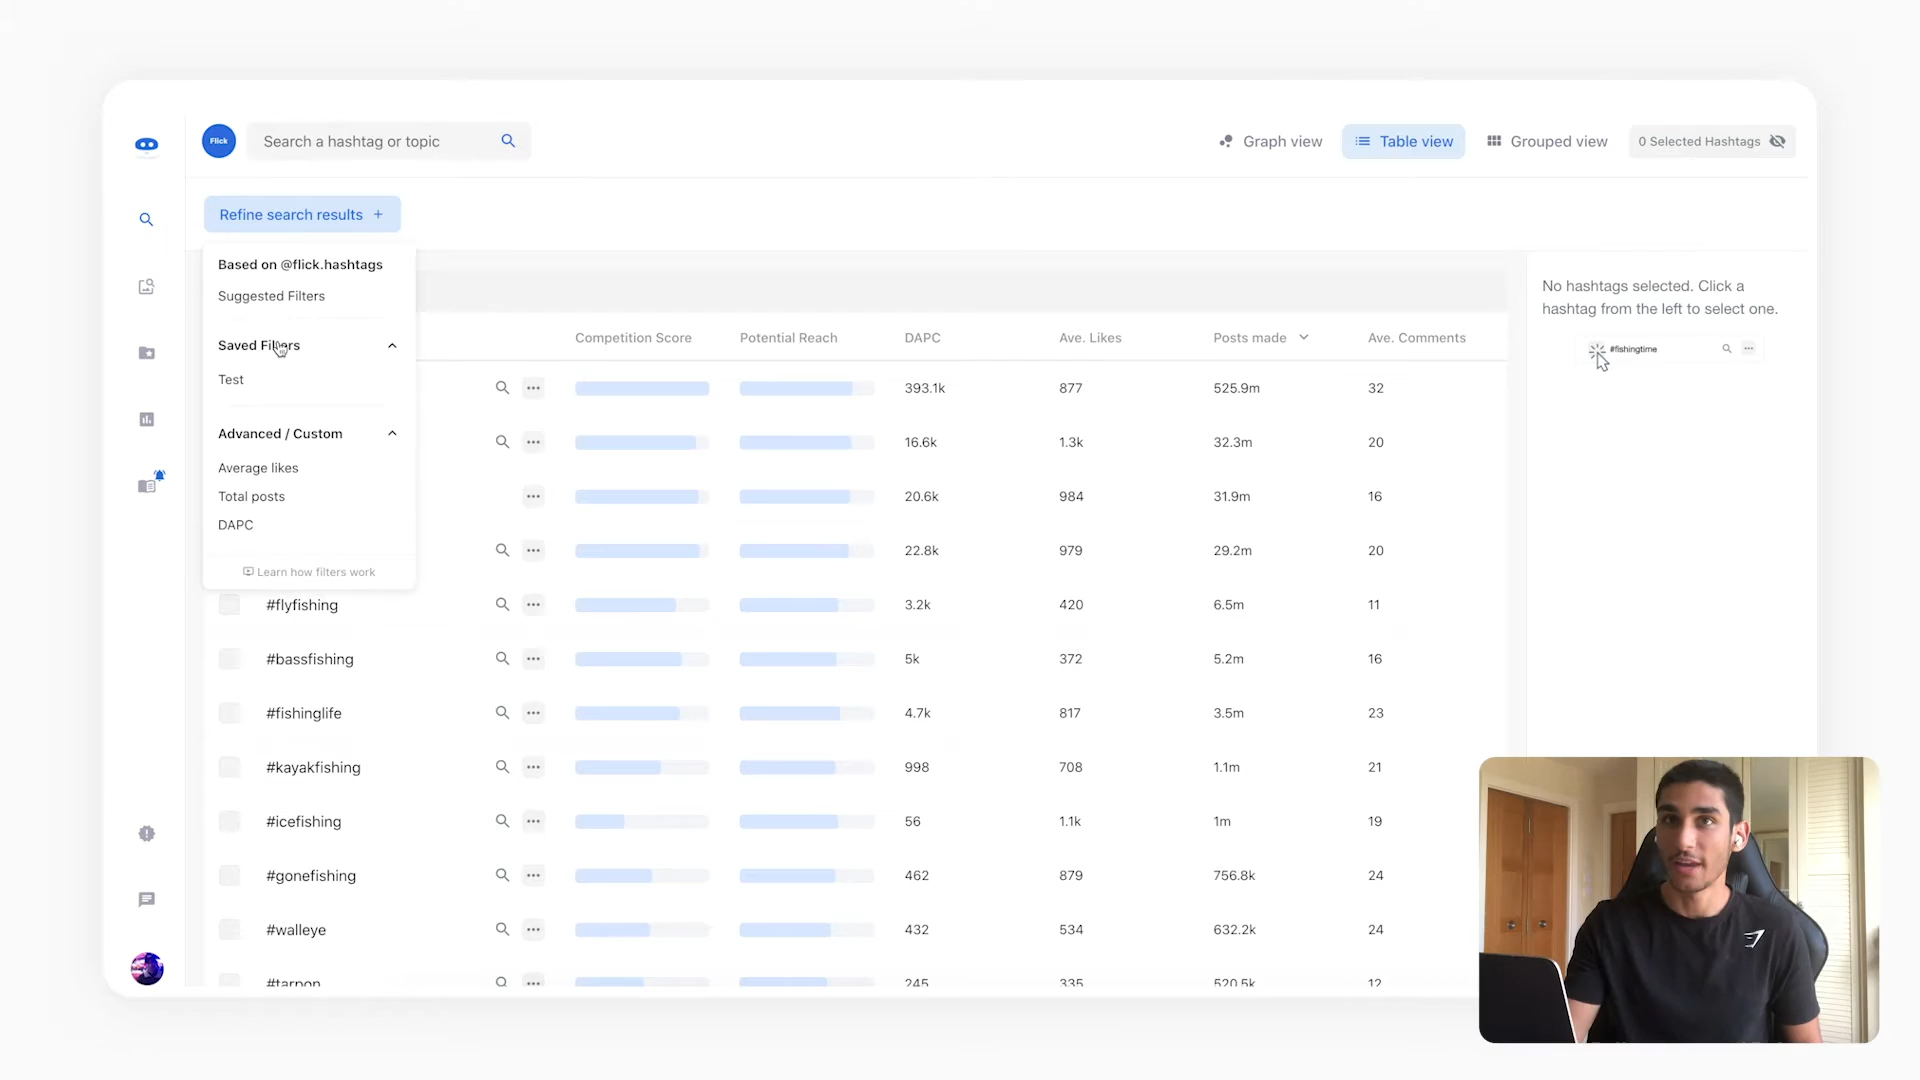 Flick
Search a hashtag or topic
Graph view
Table view
Grouped view
0 Selected Hashtags
Refine search results +
Based on @flick.hashtags
Suggested Filters
Saved Filters
Test
Advanced / Custom
Average likes
Total posts
DAPC
Learn how filters work
Competition Score Potential Reach DAPC Ave. Likes Posts made Ave. Comments
393.1k 877 525.9m 32
16.6k 1.3k 32.3m 20
20.6k 984 31.9m 16
22.8k 979 29.2m 20
#flyfishing 3.2k 420 6.5m 11
#bassfishing 5k 372 5.2m 16
#fishinglife 4.7k 817 3.5m 23
#kayakfishing 998 708 1.1m 21
#icefishing 56 1.1k 1m 19
#gonefishing 462 879 756.8k 24
#walleye 432 534 632.2k 24
#tarpon 245 335 520.5k 12
No hashtags selected. Click a
hashtag from the left to select one.
#fishingtime